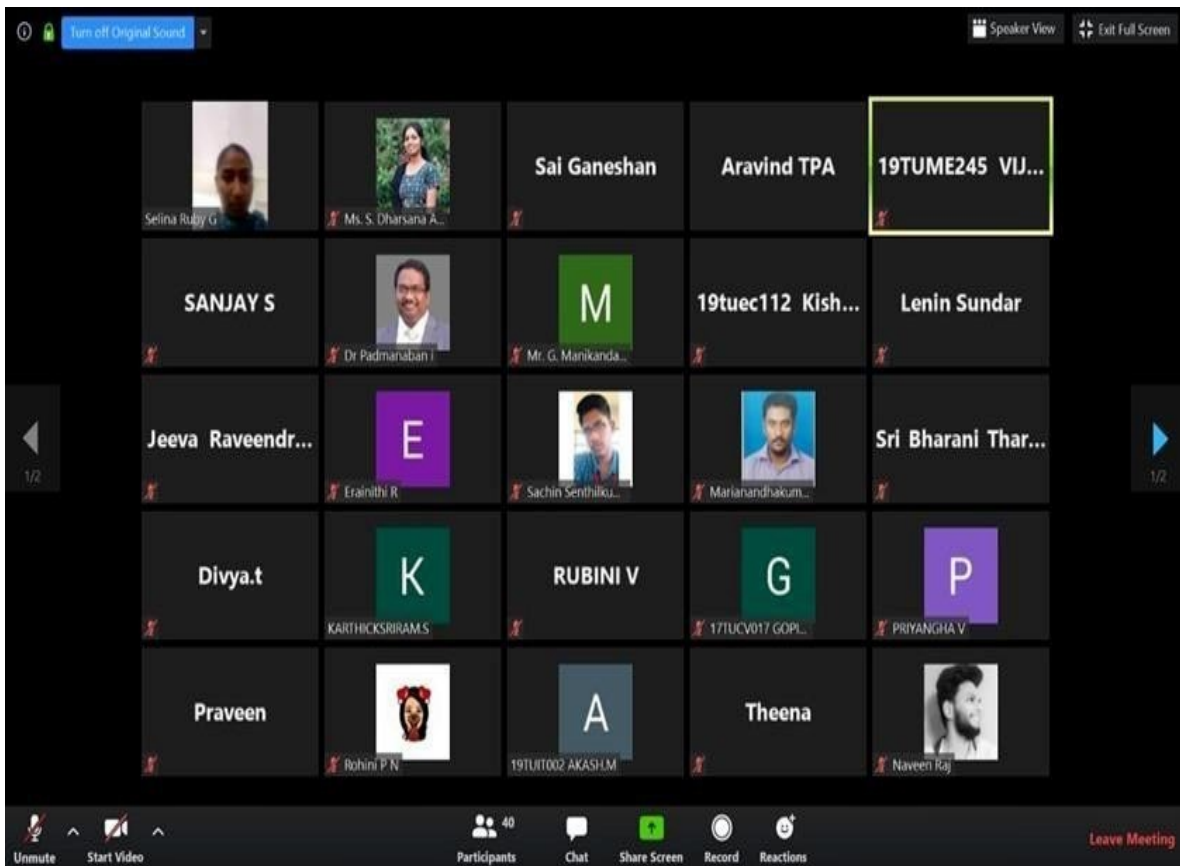 Turn off Original Sound
Speaker View
Exit Full Screen
Selina Ruby G
Ms. S. Dharsana A...
Sai Ganeshan
Aravind TPA
19TUME245 VIJ...
SANJAY S
Dr Padmanaban i
M
Mr. G. Manikanda...
19tuec112 Kish...
Lenin Sundar
1/2
Jeeva Raveendr...
E
Erainithi R
Sachin Senthilku...
Marianandhakum...
Sri Bharani Thar...
1/2
Divya.t
K
KARTHICKSRIRAM.S
RUBINI V
G
17TUCV017 GOPI...
P
PRIYANGHA V
Praveen
Rohini P N
A
19TUIT002 AKASH.M
Theena
Naveen Raj
Unmute
Start Video
40
Participants
Chat
Share Screen
Record
Reactions
Leave Meeting